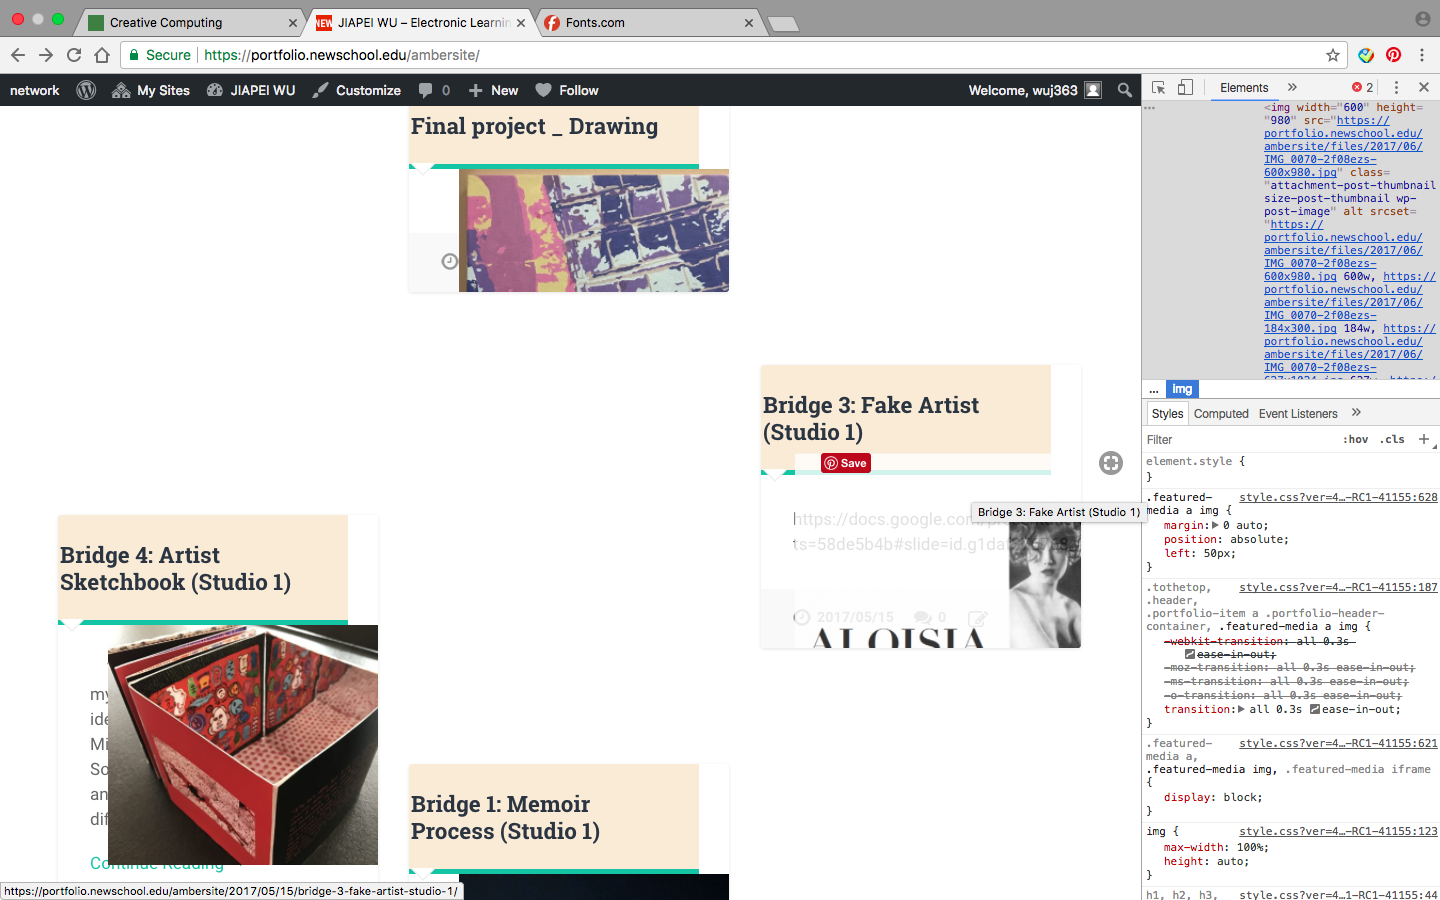 Creative Computing
NEW
JIAPEI WU – Electronic Learnin
Fonts.com
Secure
https://portfolio.newschool.edu/ambersite/
network
My Sites
JIAPEI WU
Customize
0
New
Follow
Welcome, wuj363
Final project _ Drawing
Bridge 3: Fake Artist
(Studio 1)
Save
https://docs.google.com/pr
Bridge 3: Fake Artist (Studio 1)
ts=58de5b4b#slide=id.g1da
2017/05/15
0
ALOISIA
Bridge 4: Artist
Sketchbook (Studio 1)
my
ide
Mi
So
an
dif
Continue Reading
Bridge 1: Memoir
Process (Studio 1)
https://portfolio.newschool.edu/ambersite/2017/05/15/bridge-3-fake-artist-studio-1/
Elements
2
<img width="600" height=
"980" src="https://
portfolio.newschool.edu/
ambersite/files/2017/06/
IMG_0070-2f08ezs-
600x980.jpg" class=
"attachment-post-thumbnail
size-post-thumbnail wp-
post-image" alt srcset=
"https://
portfolio.newschool.edu/
ambersite/files/2017/06/
IMG_0070-2f08ezs-
600x980.jpg 600w, https://
portfolio.newschool.edu/
ambersite/files/2017/06/
IMG_0070-2f08ezs-
184x300.jpg 184w, https://
portfolio.newschool.edu/
ambersite/files/2017/06/
IMG_0070-2f08ezs-
... img
Styles Computed Event Listeners
Filter :hov .cls
element.style {
}
.featured- style.css?ver=4…-RC1-41155:628
media a img {
margin: 0 auto;
position: absolute;
left: 50px;
}
.tothetop, style.css?ver=4…-RC1-41155:187
.header,
.portfolio-item a .portfolio-header-
container, .featured-media a img {
-webkit-transition: all 0.3s
ease-in-out;
-moz-transition: all 0.3s ease-in-out;
-ms-transition: all 0.3s ease-in-out;
-o-transition: all 0.3s ease-in-out;
transition: all 0.3s ease-in-out;
}
.featured- style.css?ver=4…-RC1-41155:621
media a,
.featured-media img, .featured-media iframe
{
display: block;
}
img { style.css?ver=4…-RC1-41155:123
max-width: 100%;
height: auto;
}
h1, h2, h3, style.css?ver=4…1-RC1-41155:44